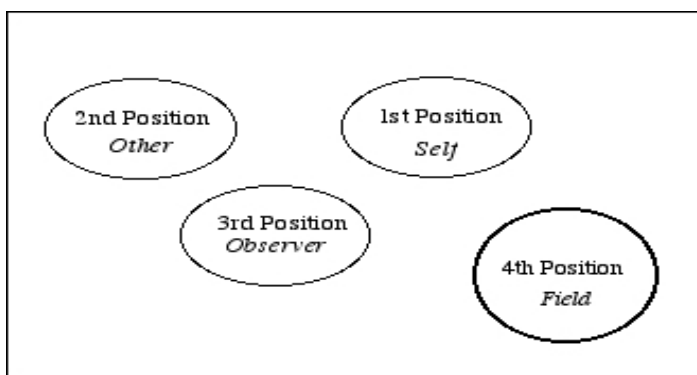 2nd Position
Other
1st Position
Self
3rd Position
Observer
4th Position
Field